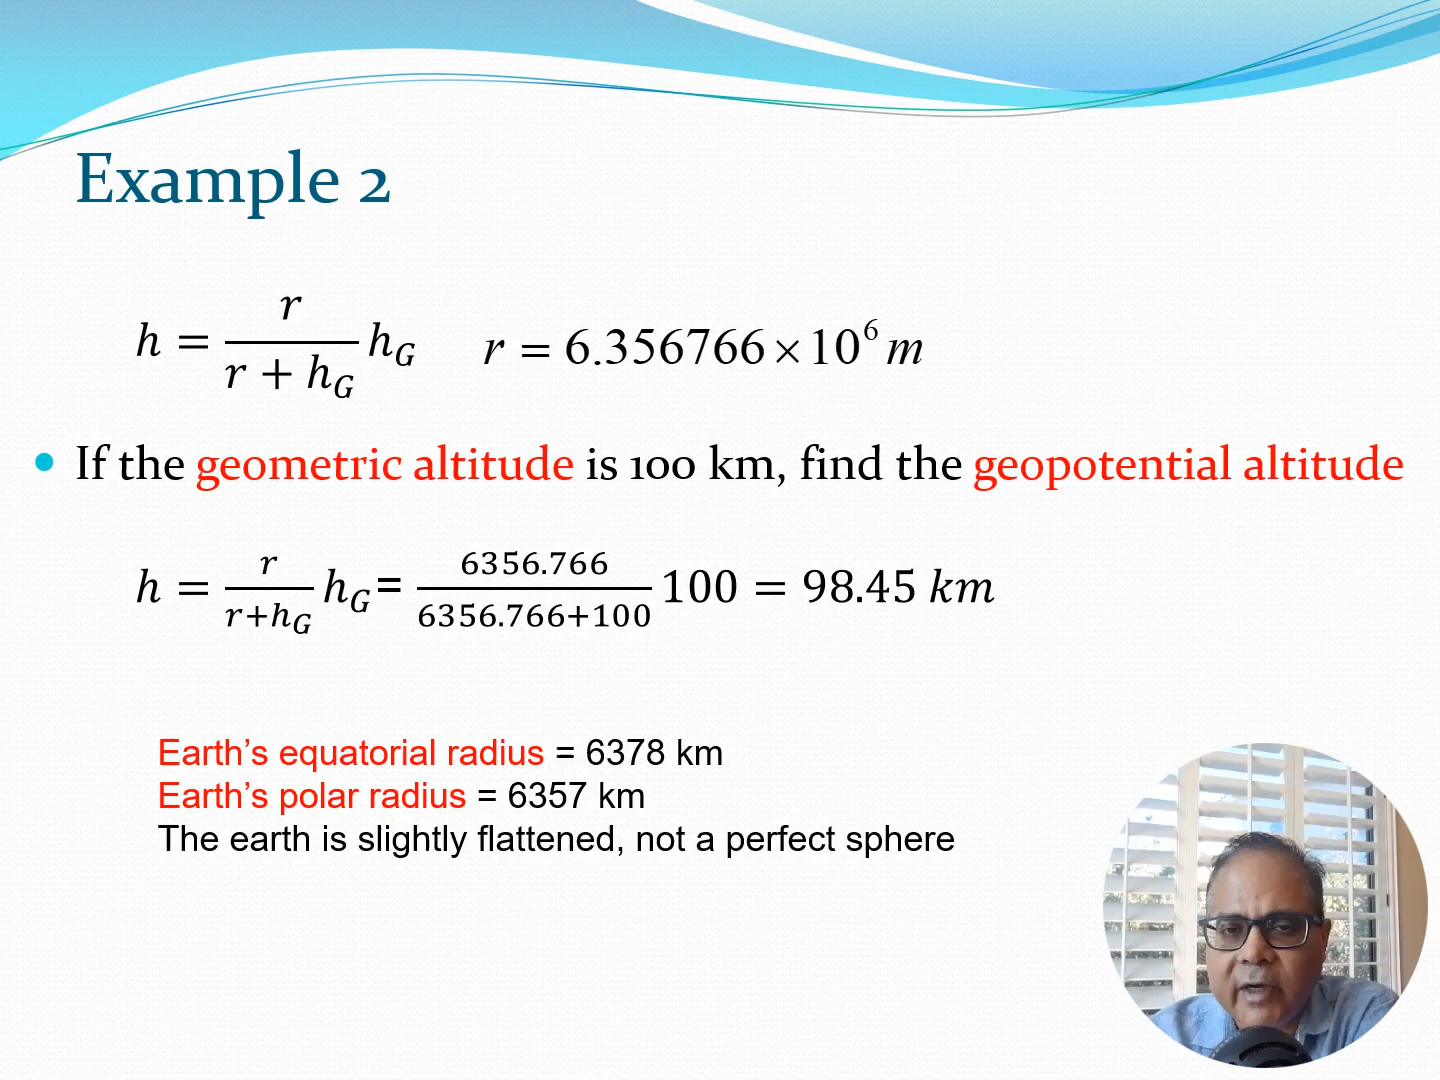 Example 2
h = r / (r + h_G) h_G    r = 6.356766 × 10^6 m
• If the geometric altitude is 100 km, find the geopotential altitude
h = r / (r+h_G) h_G = 6356.766 / (6356.766+100) 100 = 98.45 km
Earth’s equatorial radius = 6378 km
Earth’s polar radius = 6357 km
The earth is slightly flattened, not a perfect sphere